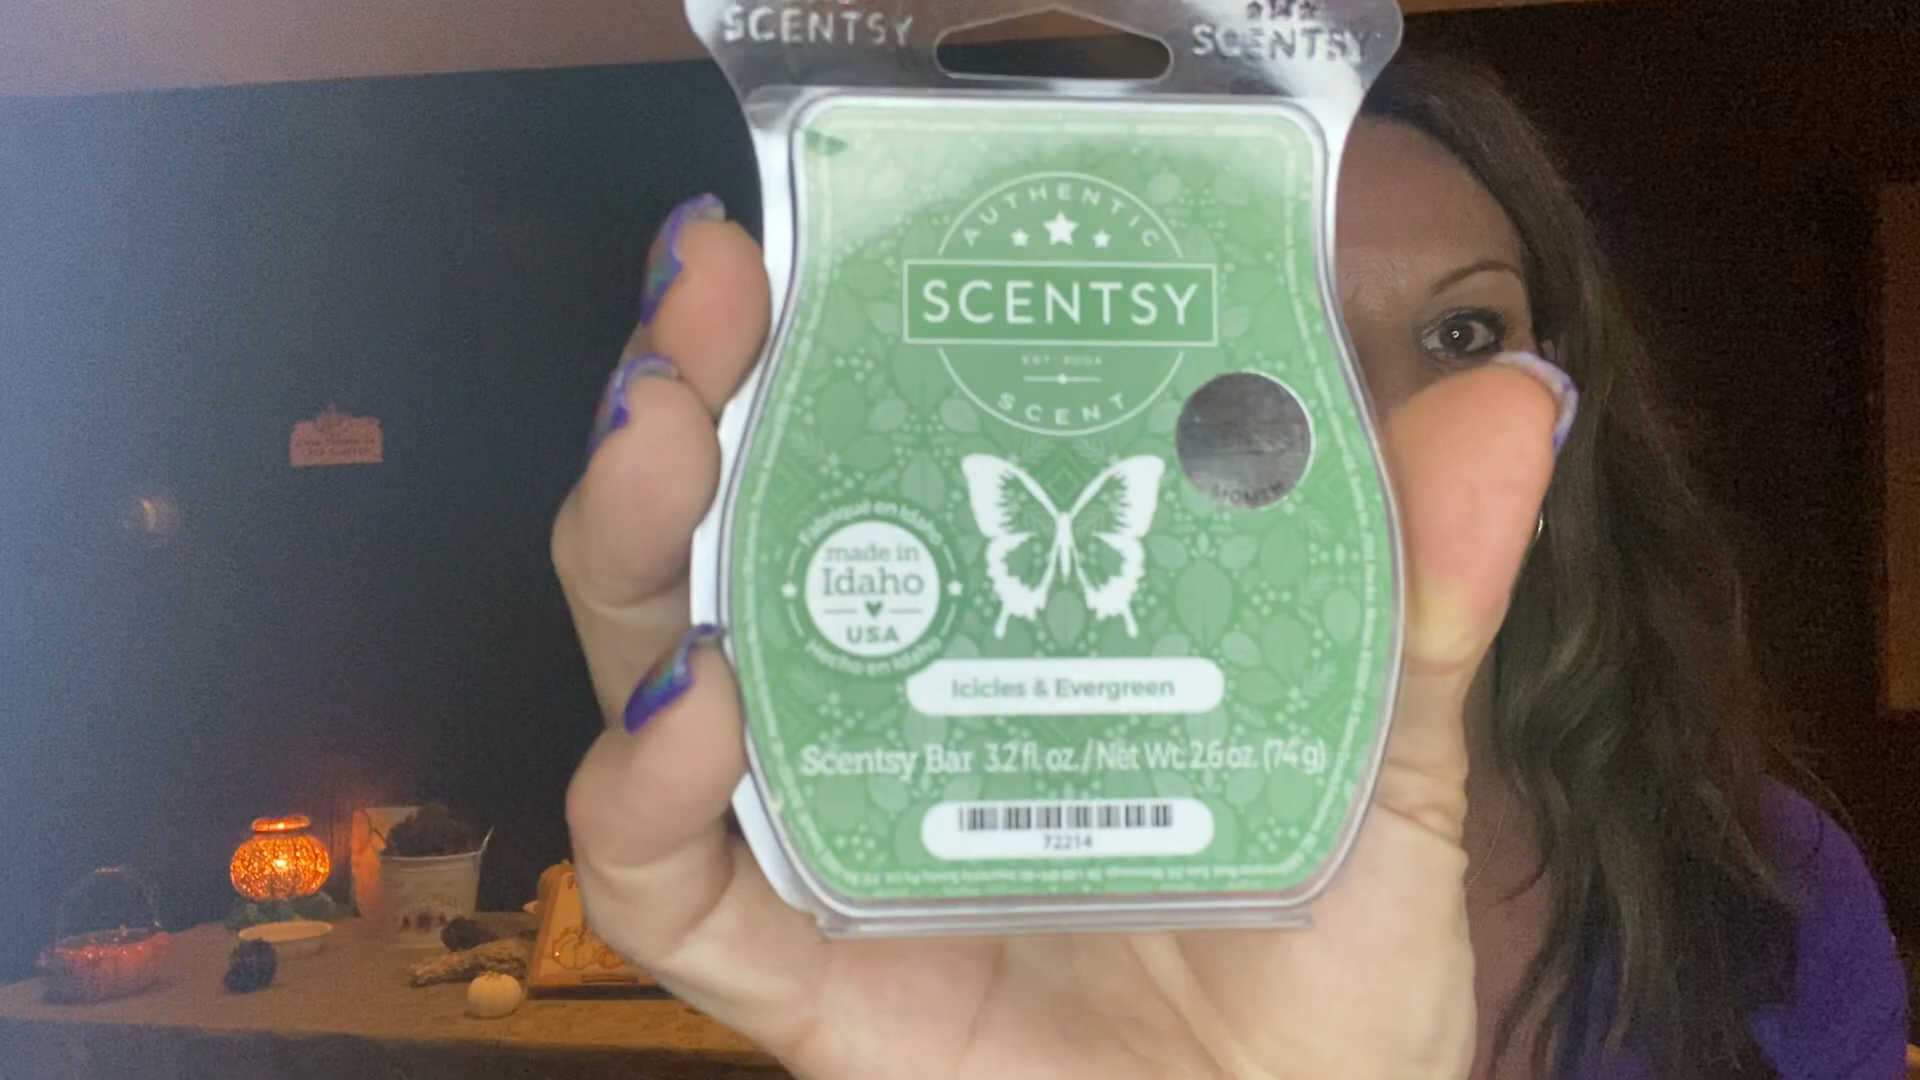 SCENTSY
SCENTSY
AUTHENTIC
SCENTSY
EST. 2004
SCENT
MONTH
Fabriqué en Idaho
made in
Idaho
USA
Hecho en Idaho
Icicles & Evergreen
Scentsy Bar 3.2 fl. oz. / Net Wt. 2.6 oz. (74 g)
72214